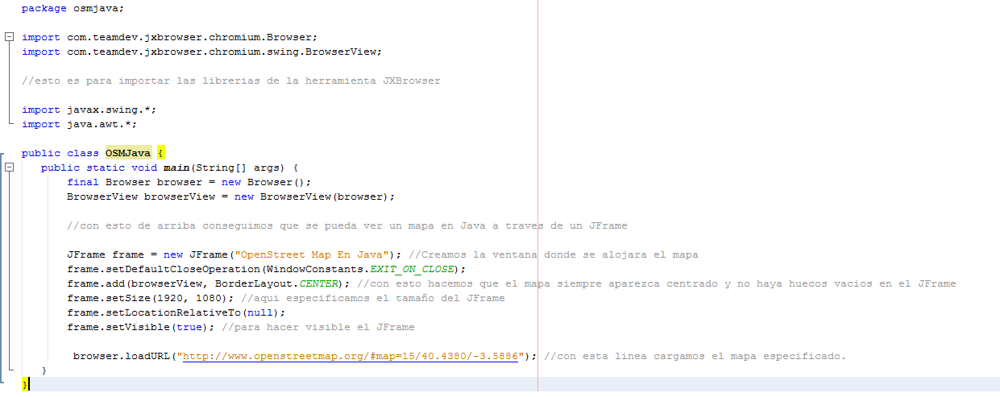 package osmjava;
import com.teamdev.jxbrowser.chromium.Browser;
import com.teamdev.jxbrowser.chromium.swing.BrowserView;
//esto es para importar las librerias de la herramienta JXBrowser
import javax.swing.*;
import java.awt.*;
public class OSMJava {
public static void main(String[] args) {
final Browser browser = new Browser();
BrowserView browserView = new BrowserView(browser);
//con esto de arriba conseguimos que se pueda ver un mapa en Java a traves de un JFrame
JFrame frame = new JFrame("OpenStreet Map En Java"); //Creamos la ventana donde se alojara el mapa
frame.setDefaultCloseOperation(WindowConstants.EXIT_ON_CLOSE);
frame.add(browserView, BorderLayout.CENTER); //con esto hacemos que el mapa siempre aparezca centrado y no haya huecos vacios en el JFrame
frame.setSize(1920, 1080); //aqui especificamos el tamaño del JFrame
frame.setLocationRelativeTo(null);
frame.setVisible(true); //para hacer visible el JFrame
browser.loadURL("http://www.openstreetmap.org/#map=15/40.4380/-3.5886"); //con esta linea cargamos el mapa especificado.
}
}